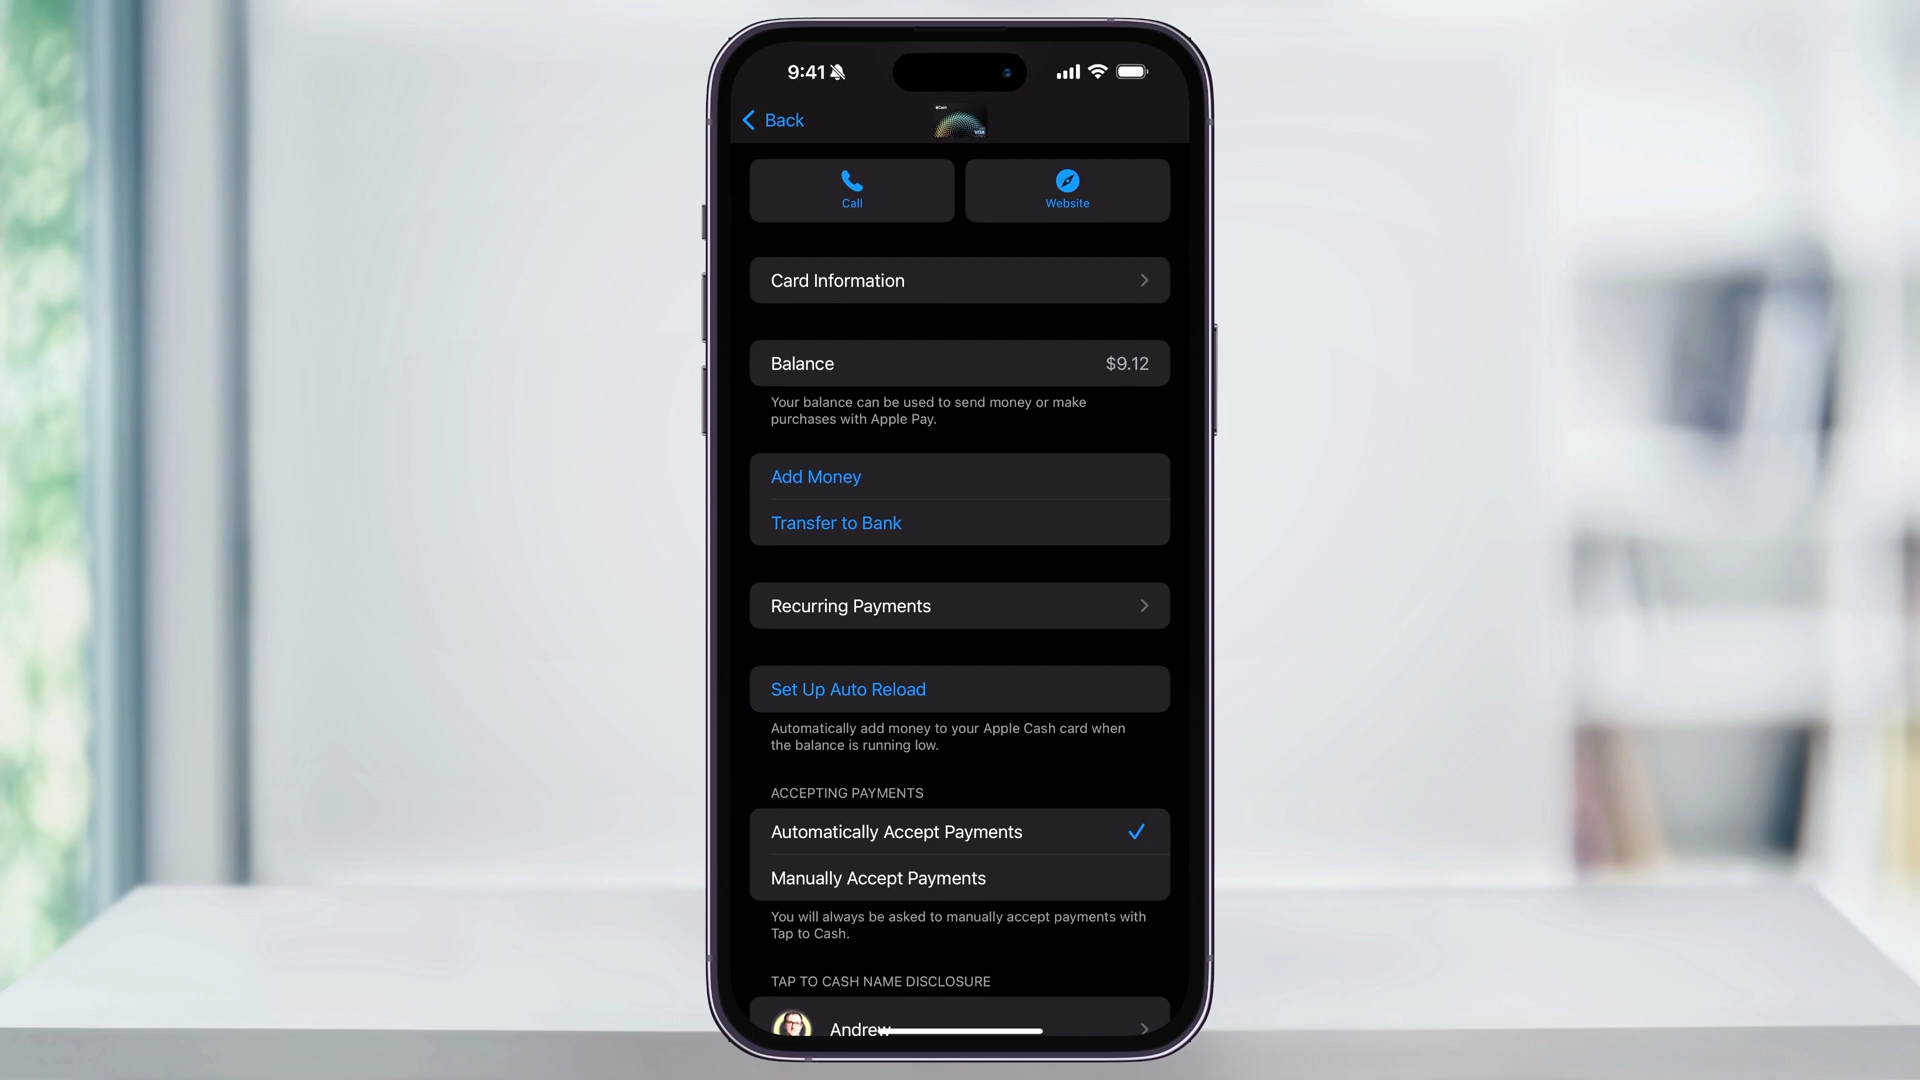 9:41
Back
Cash
VISA
Call
Website
Card Information
Balance
$9.12
Your balance can be used to send money or make
purchases with Apple Pay.
Add Money
Transfer to Bank
Recurring Payments
Set Up Auto Reload
Automatically add money to your Apple Cash card when
the balance is running low.
ACCEPTING PAYMENTS
Automatically Accept Payments
Manually Accept Payments
You will always be asked to manually accept payments with
Tap to Cash.
TAP TO CASH NAME DISCLOSURE
Andrew